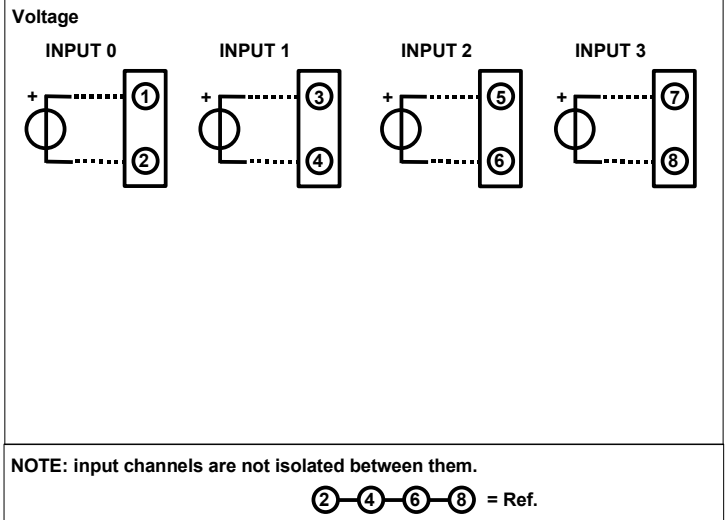 Voltage
INPUT 0 INPUT 1 INPUT 2 INPUT 3
+ 1 + 3 + 5 + 7
2 4 6 8
NOTE: input channels are not isolated between them.
2 4 6 8 = Ref.